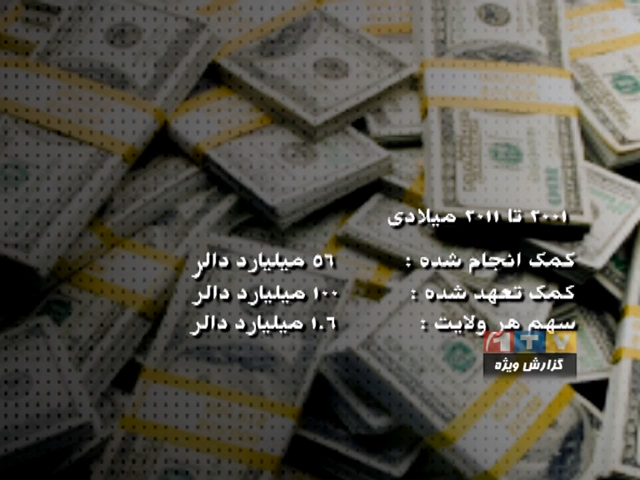 ۲۰۰۱ تا ۲۰۱۱ میلادی
کمک انجام شده : ۵۶ میلیارد دالر
کمک تعهد شده : ۱۰۰ میلیارد دالر
سهم هر ولایت : ۱.۶ میلیارد دالر
1TV
گزارش ویژه